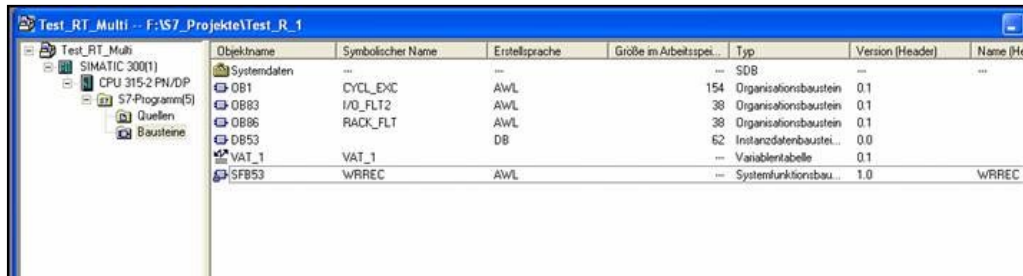 Test_RT_Multi -- F:\S7_Projekte\Test_R_1
Test_RT_Multi
SIMATIC 300(1)
CPU 315-2 PN/DP
S7-Programm(5)
Quellen
Bausteine
Objektname Symbolischer Name Erstellsprache Größe im Arbeitsspei... Typ Version (Header) Name (He
Systemdaten --- --- --- SDB --- ---
OB1 CYCL_EXC AWL 154 Organisationsbaustein 0.1
OB83 I/O_FLT2 AWL 38 Organisationsbaustein 0.1
OB86 RACK_FLT AWL 38 Organisationsbaustein 0.1
DB53 DB 62 Instanzdatenbaustei... 0.0
VAT_1 VAT_1 --- Variablentabelle 0.1
SFB53 WRREC AWL --- Systemfunktionsbau... 1.0 WRREC